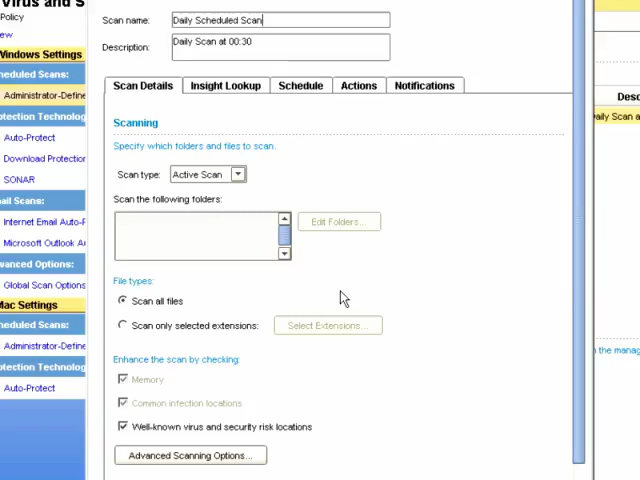 Virus and S
Policy
ew
Windows Settings
heduled Scans:
Administrator-Define
otection Technolog
Auto-Protect
Download Protection
SONAR
ail Scans:
Internet Email Auto-P
Microsoft Outlook Au
vanced Options:
Global Scan Options
Mac Settings
heduled Scans:
Administrator-Define
otection Technolog
Auto-Protect
Scan name: Daily Scheduled Scan
Description: Daily Scan at 00:30
Scan Details Insight Lookup Schedule Actions Notifications
Scanning
Specify which folders and files to scan.
Scan type: Active Scan
Scan the following folders:
Edit Folders...
File types:
Scan all files
Scan only selected extensions: Select Extensions...
Enhance the scan by checking:
Memory
Common infection locations
Well-known virus and security risk locations
Advanced Scanning Options...
Desc
aily Scan a
n the manag